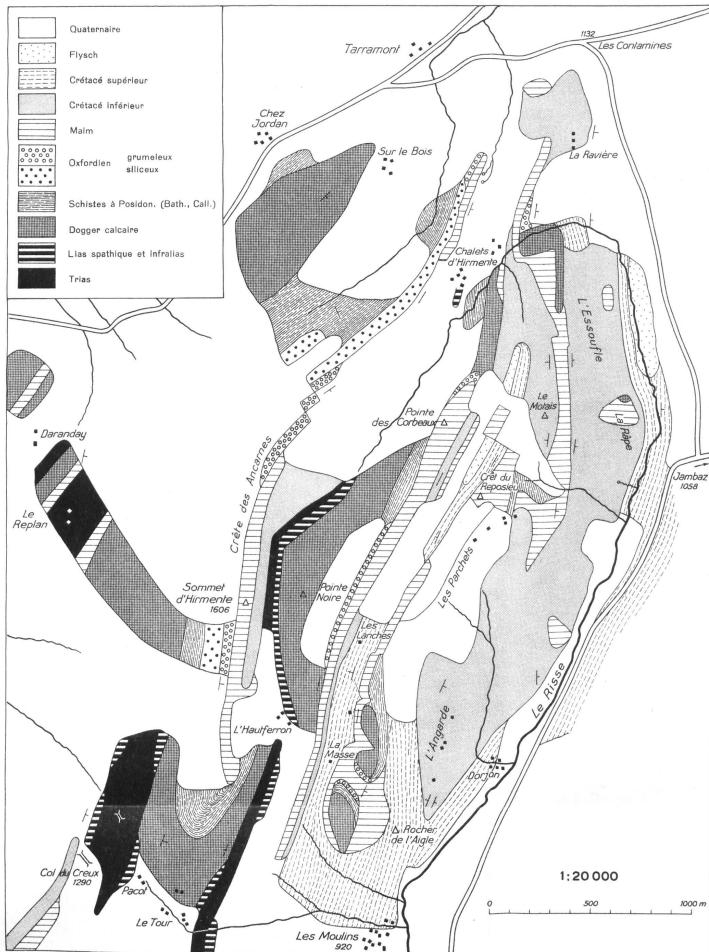 Quaternaire
Flysch
Crétacé supérieur
Crétacé inférieur
Malm
Oxfordien grumeleux
siliceux
Schistes à Posidon. (Bath., Call.)
Dogger calcaire
Lias spathique et Infralias
Trias
Tarramont
1132
Les Contamines
Chez
Jordan
Sur le Bois
La Ravière
Chalets
d'Hirmente
L'Essoufle
Pointe
des Corbeaux
Le
Molais
La Râpe
Daranday
Le
Replan
Crête des Ancarnes
Crêt du
Reposieu
Jambaz
1058
Sommet
d'Hirmente
1606
Pointe
Noire
Les Parchets
Les
Lanches
Le Risse
L'Hautferron
La
Masse
L'Angarde
Dorjon
Rocher
de l'Aigle
Col du Creux
1290
Pacot
Le Tour
Les Moulins
920
1:20 000
0 500 1000 m